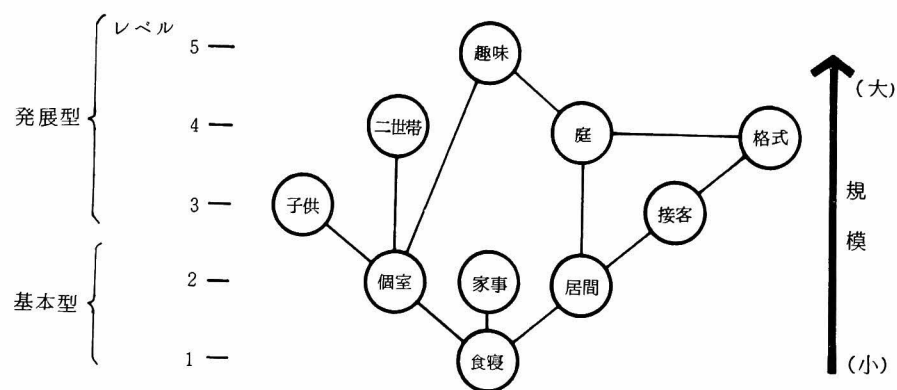 レベル
5
趣味
(大)
発展型
4
二世帯
庭
格式
3
子供
接客
規模
2
個室
家事
居間
基本型
1
食寝
(小)